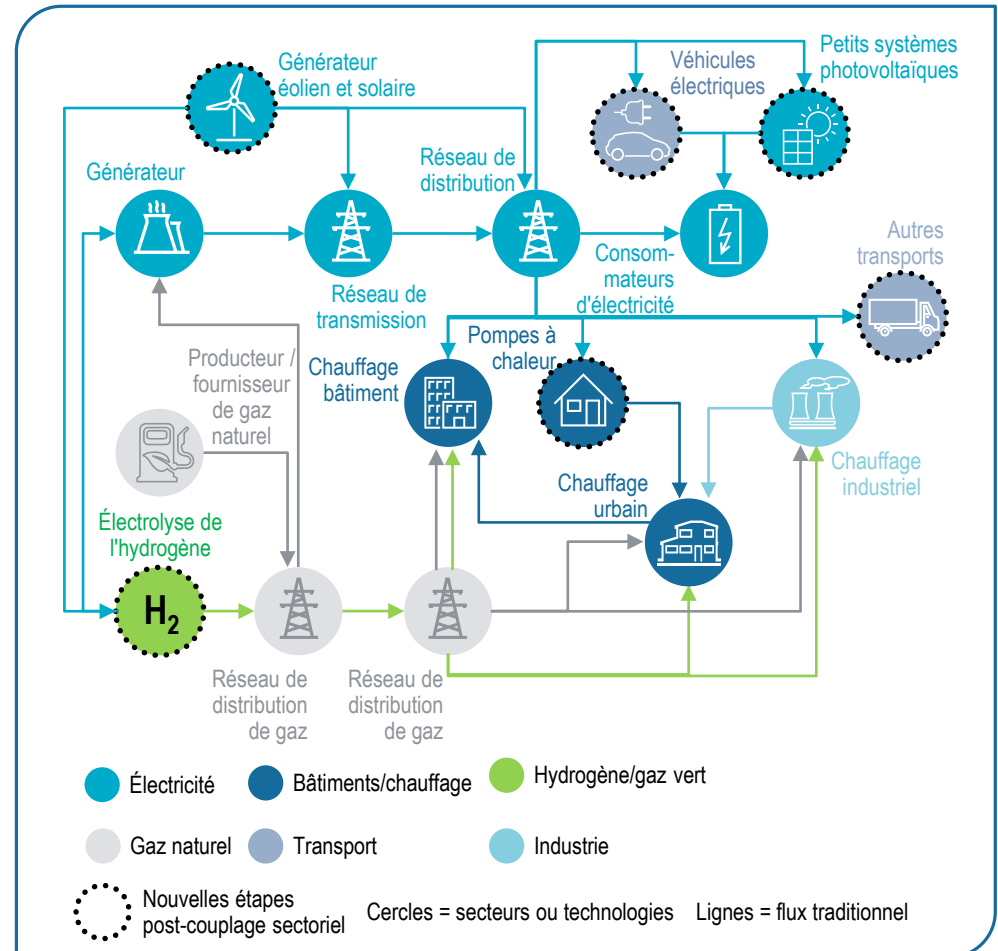 Générateur
éolien et solaire
Véhicules
électriques
Petits systèmes
photovoltaïques
Générateur
Réseau de
distribution
Réseau de
transmission
Consom-
mateurs
d'électricité
Autres
transports
Producteur /
fournisseur
de gaz
naturel
Chauffage
bâtiment
Pompes à
chaleur
Chauffage
industriel
Chauffage
urbain
Électrolyse de
l'hydrogène
H₂
Réseau de
distribution
de gaz
Réseau de
distribution
de gaz
Électricité
Bâtiments/chauffage
Hydrogène/gaz vert
Gaz naturel
Transport
Industrie
Nouvelles étapes
post-couplage sectoriel
Cercles = secteurs ou technologies
Lignes = flux traditionnel